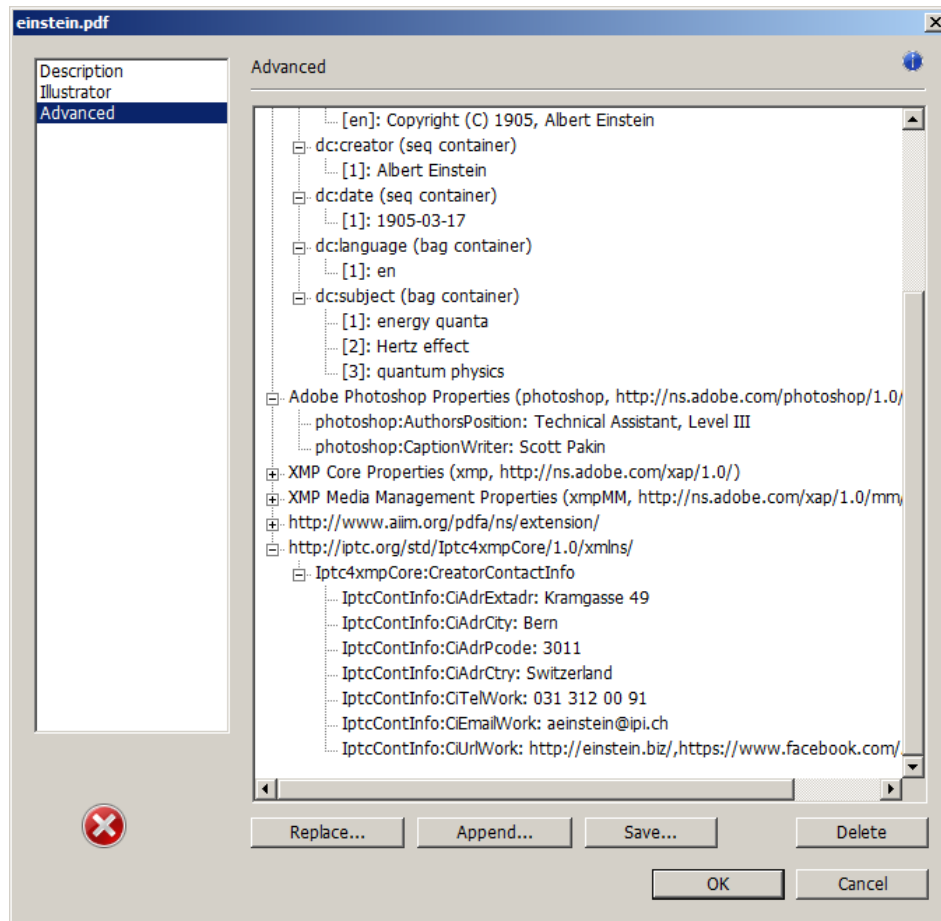 einstein.pdf
Description
Illustrator
Advanced
Advanced
[en]: Copyright (C) 1905, Albert Einstein
dc:creator (seq container)
[1]: Albert Einstein
dc:date (seq container)
[1]: 1905-03-17
dc:language (bag container)
[1]: en
dc:subject (bag container)
[1]: energy quanta
[2]: Hertz effect
[3]: quantum physics
Adobe Photoshop Properties (photoshop, http://ns.adobe.com/photoshop/1.0/
photoshop:AuthorsPosition: Technical Assistant, Level III
photoshop:CaptionWriter: Scott Pakin
XMP Core Properties (xmp, http://ns.adobe.com/xap/1.0/)
XMP Media Management Properties (xmpMM, http://ns.adobe.com/xap/1.0/mm/
http://www.aiim.org/pdfa/ns/extension/
http://iptc.org/std/Iptc4xmpCore/1.0/xmlns/
Iptc4xmpCore:CreatorContactInfo
IptcContInfo:CiAdrExtadr: Kramgasse 49
IptcContInfo:CiAdrCity: Bern
IptcContInfo:CiAdrPcode: 3011
IptcContInfo:CiAdrCtry: Switzerland
IptcContInfo:CiTelWork: 031 312 00 91
IptcContInfo:CiEmailWork: aeinstein@ipi.ch
IptcContInfo:CiUrlWork: http://einstein.biz/,https://www.facebook.com/
Replace... Append... Save... Delete
OK Cancel